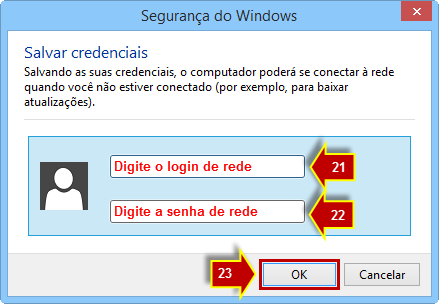 Segurança do Windows
Salvar credenciais
Salvando as suas credenciais, o computador poderá se conectar à rede
quando você não estiver conectado (por exemplo, para baixar
atualizações).
Digite o login de rede
21
Digite a senha de rede
22
23
OK
Cancelar